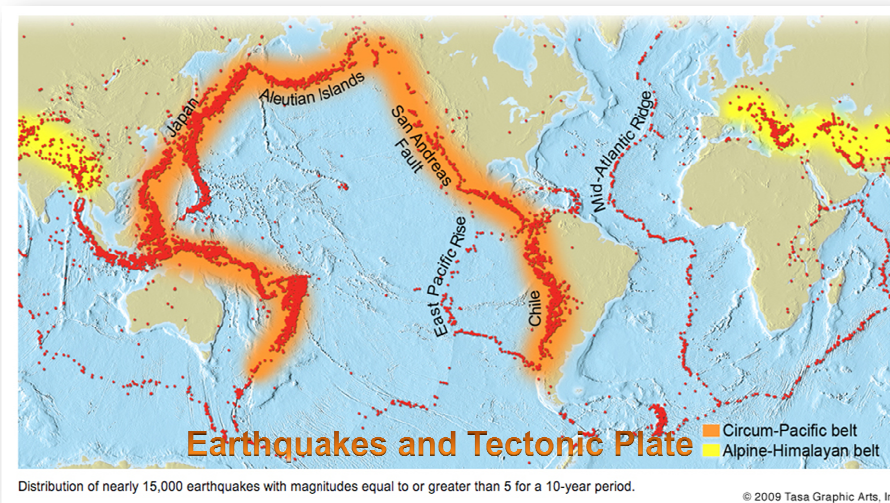 Japan
Aleutian Islands
San Andreas
Fault
Mid-Atlantic Ridge
East Pacific Rise
Chile
Earthquakes and Tectonic Plate
Circum-Pacific belt
Alpine-Himalayan belt
Distribution of nearly 15,000 earthquakes with magnitudes equal to or greater than 5 for a 10-year period.
© 2009 Tasa Graphic Arts,